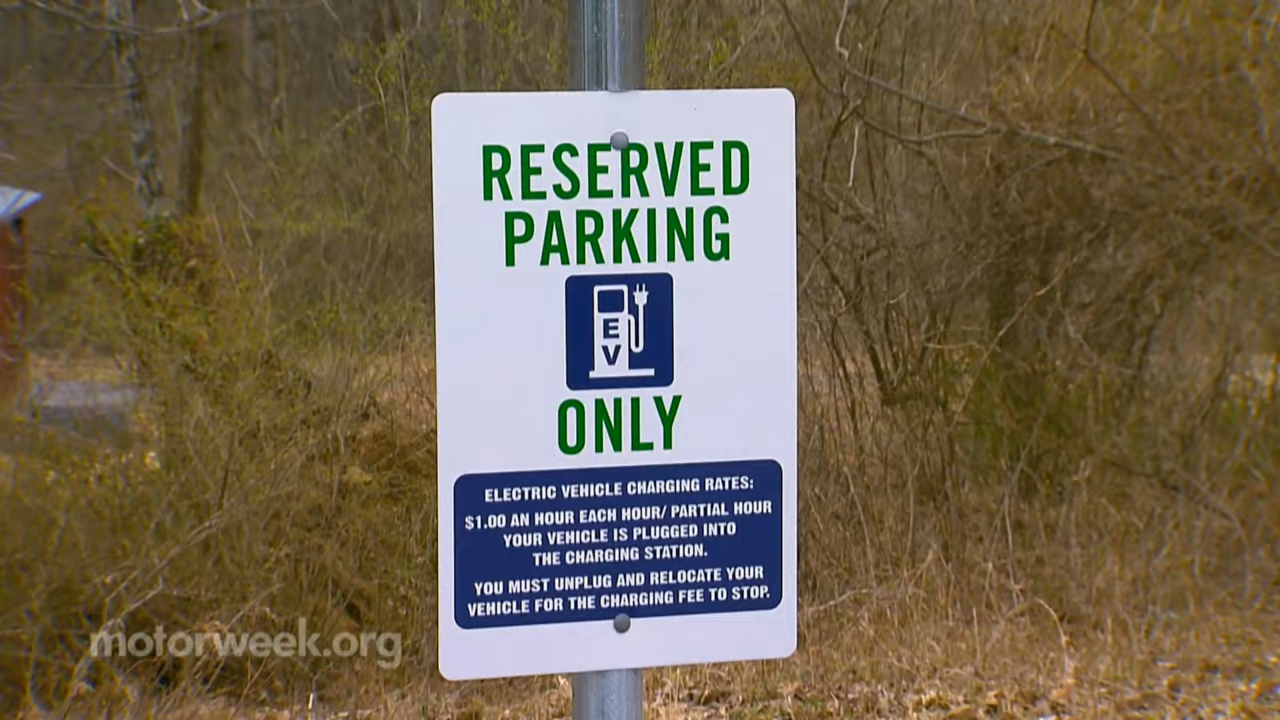 RESERVED
PARKING
EV
ONLY
ELECTRIC VEHICLE CHARGING RATES:
$1.00 AN HOUR EACH HOUR/ PARTIAL HOUR
YOUR VEHICLE IS PLUGGED INTO
THE CHARGING STATION.
YOU MUST UNPLUG AND RELOCATE YOUR
VEHICLE FOR THE CHARGING FEE TO STOP.
motorweek.org